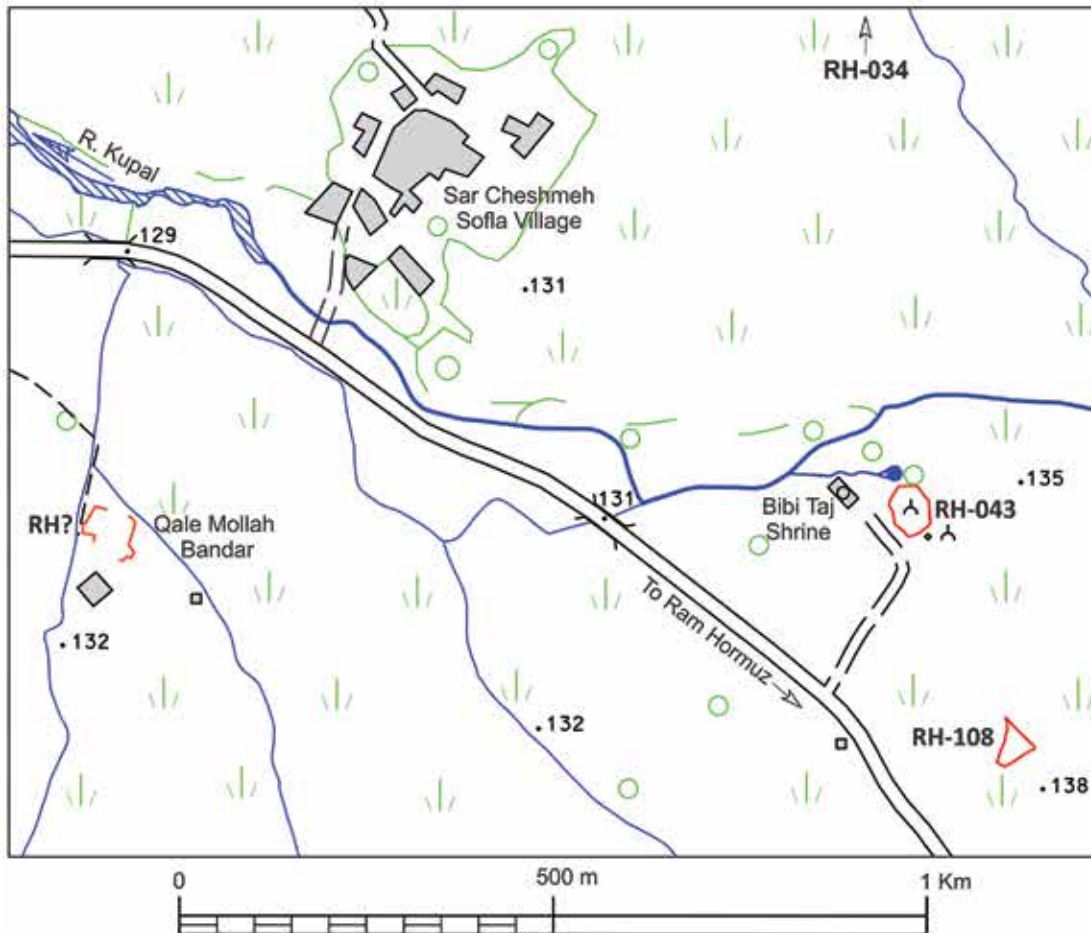 RH-034
R. Kupal
Sar Cheshmeh
Sofla Village
129
131
135
131
Bibi Taj
Shrine
RH-043
RH?
Qale Mollah
Bandar
To Ram Hormuz
132
132
RH-108
138
0
500 m
1 Km